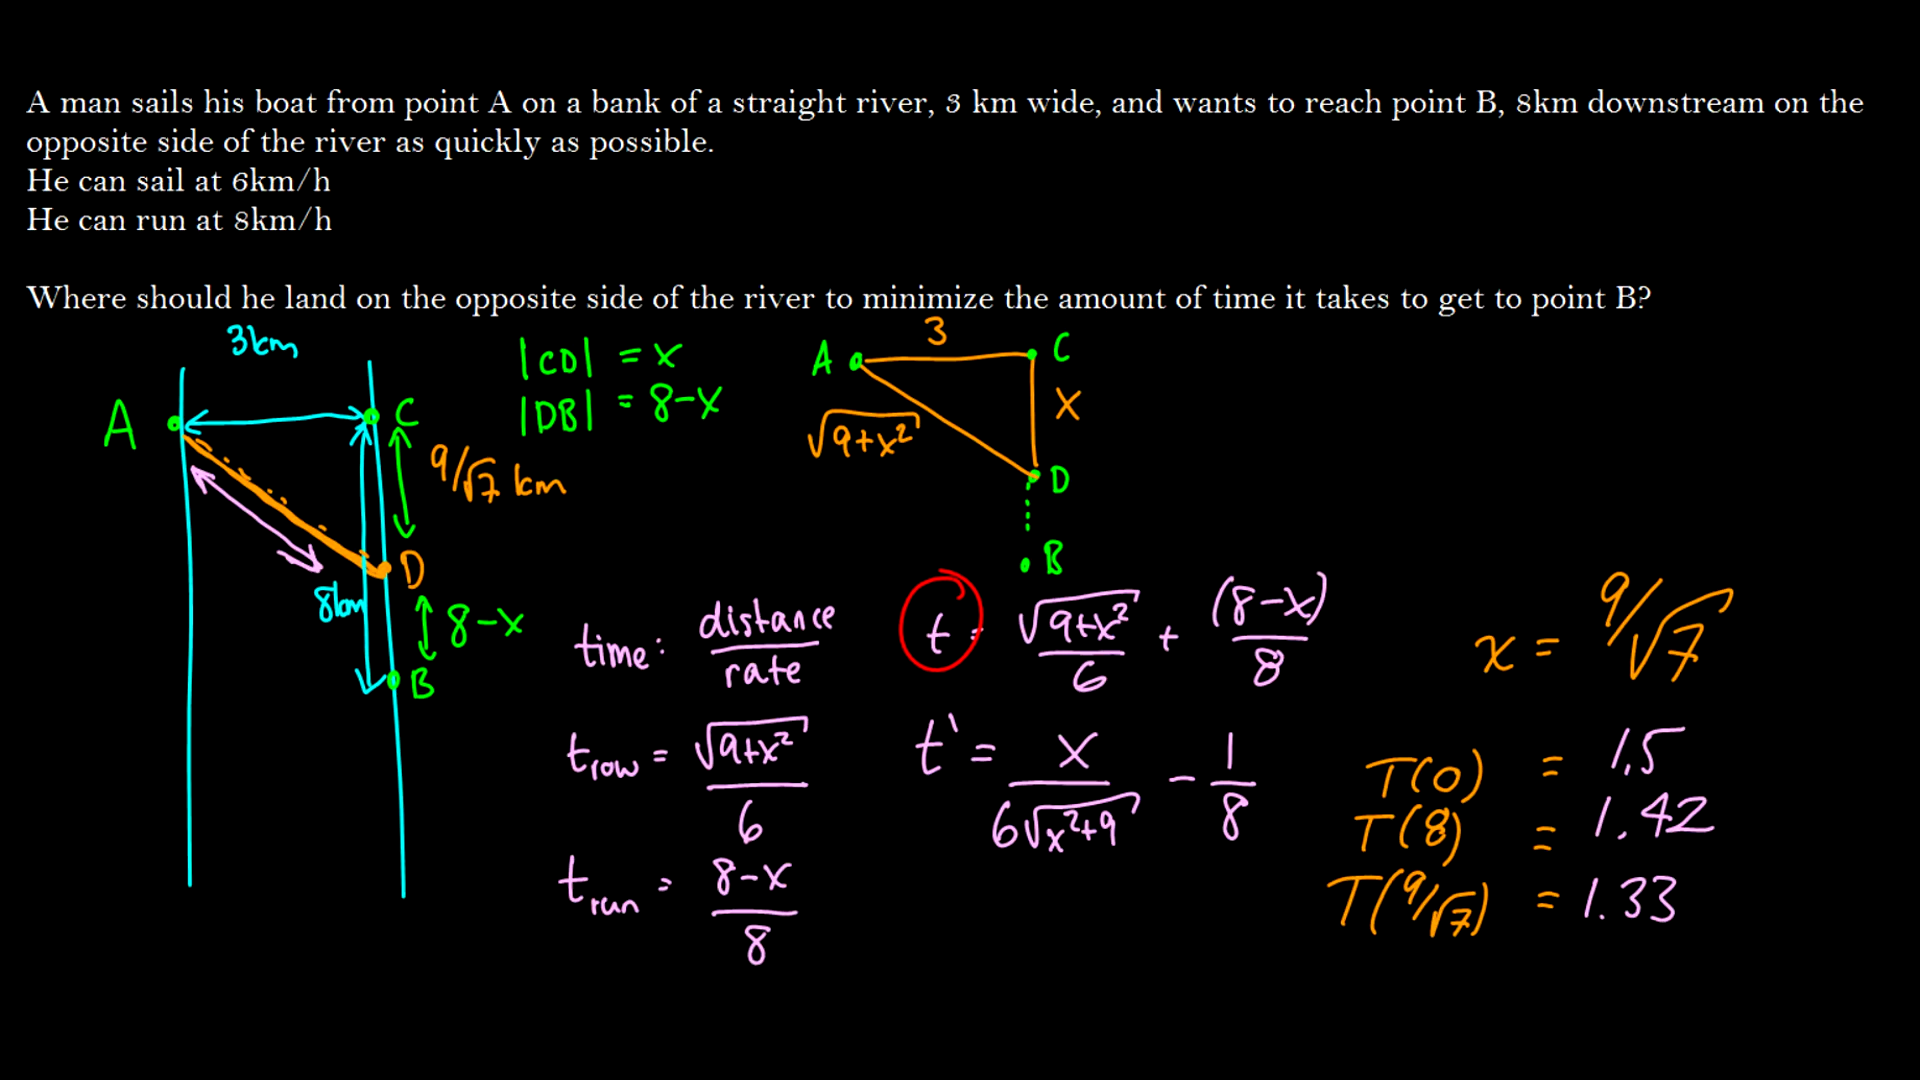 A man sails his boat from point A on a bank of a straight river, 3 km wide, and wants to reach point B, 8km downstream on the
opposite side of the river as quickly as possible.
He can sail at 6km/h
He can run at 8km/h
Where should he land on the opposite side of the river to minimize the amount of time it takes to get to point B?
3km
A
C
9/√7 km
D
8km
8-x
B
|CD| = x
|DB| = 8-x
3
A
C
x
√9+x²
D
B
time: distance/rate
t row = √9+x²/6
t run = 8-x/8
t = √9+x²/6 + (8-x)/8
t' = x/6√x²+9 - 1/8
x = 9/√7
T(0) = 1.5
T(8) = 1.42
T(9/√7) = 1.33